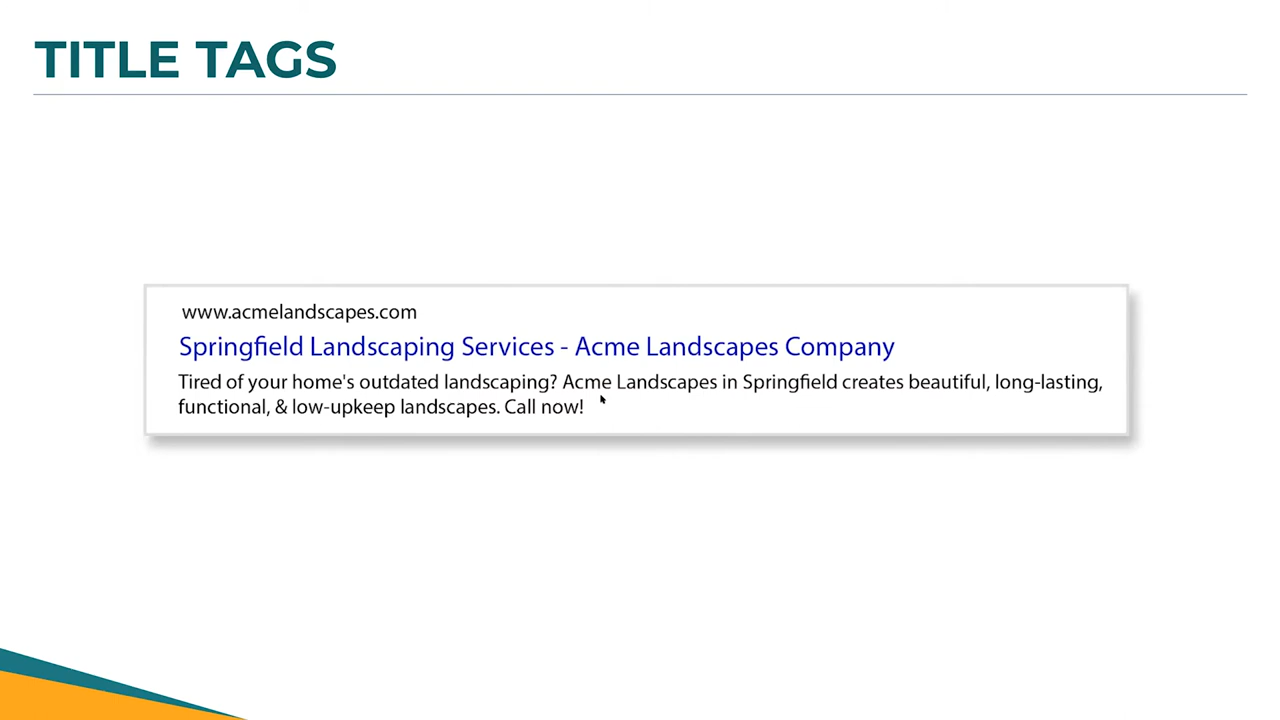 TITLE TAGS
www.acmelandscapes.com
Springfield Landscaping Services - Acme Landscapes Company
Tired of your home's outdated landscaping? Acme Landscapes in Springfield creates beautiful, long-lasting,
functional, & low-upkeep landscapes. Call now!